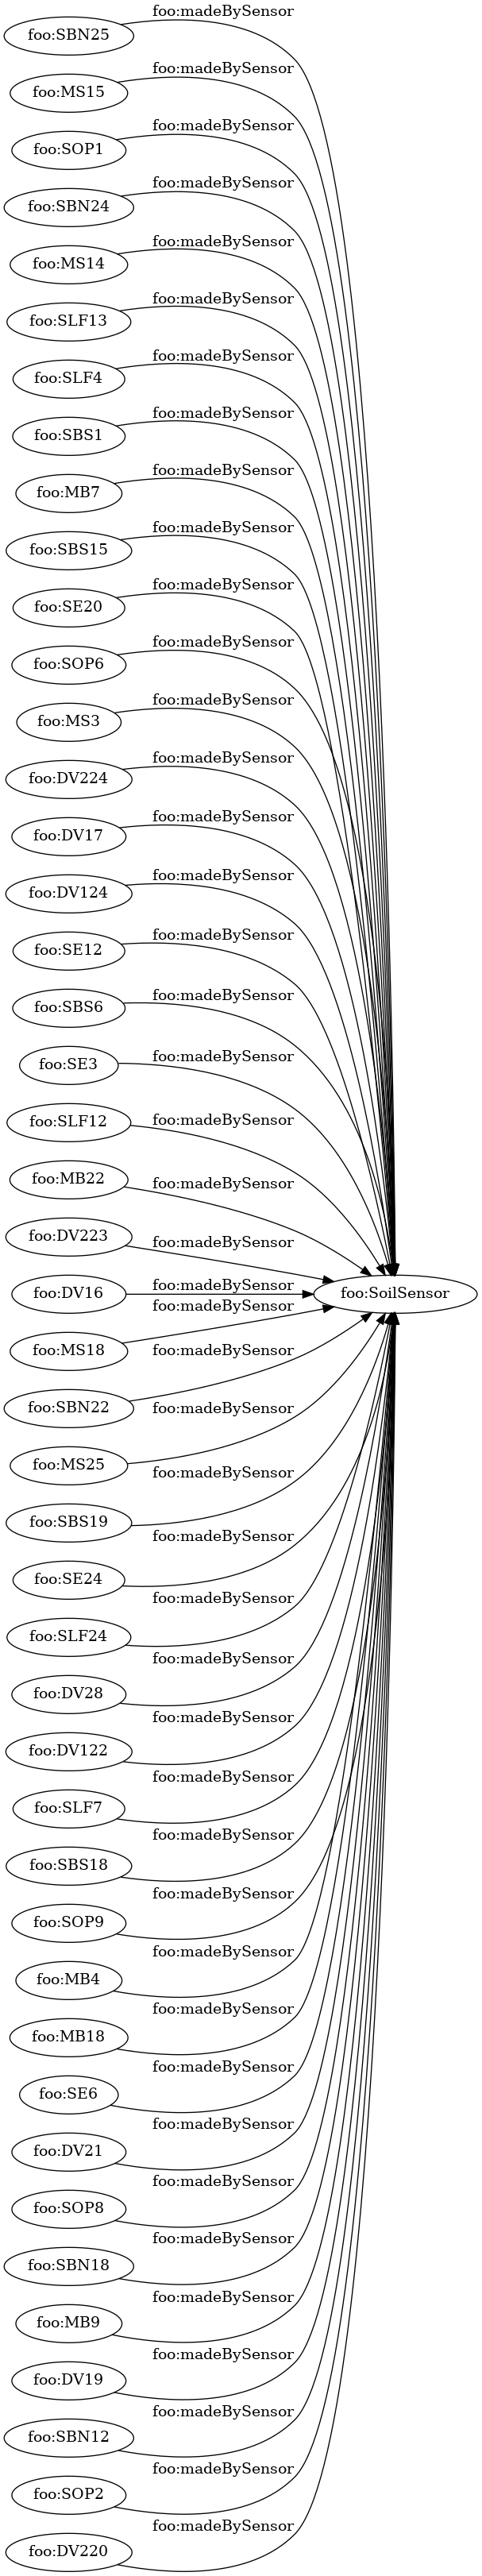 foo:madeBySensor
foo:SBN25
foo:madeBySensor
foo:MS15
foo:madeBySensor
foo:SOP1
foo:madeBySensor
foo:SBN24
foo:madeBySensor
foo:MS14
foo:madeBySensor
foo:SLF13
foo:madeBySensor
foo:SLF4
foo:madeBySensor
foo:SBS1
foo:madeBySensor
foo:MB7
foo:madeBySensor
foo:SBS15
foo:madeBySensor
foo:SE20
foo:madeBySensor
foo:SOP6
foo:madeBySensor
foo:MS3
foo:madeBySensor
foo:DV224
foo:madeBySensor
foo:DV17
foo:madeBySensor
foo:DV124
foo:madeBySensor
foo:SE12
foo:madeBySensor
foo:SBS6
foo:madeBySensor
foo:SE3
foo:madeBySensor
foo:SLF12
foo:madeBySensor
foo:MB22
foo:madeBySensor
foo:DV223
foo:madeBySensor
foo:DV16
foo:SoilSensor
foo:madeBySensor
foo:MS18
foo:madeBySensor
foo:SBN22
foo:madeBySensor
foo:MS25
foo:madeBySensor
foo:SBS19
foo:madeBySensor
foo:SE24
foo:madeBySensor
foo:SLF24
foo:madeBySensor
foo:DV28
foo:madeBySensor
foo:DV122
foo:madeBySensor
foo:SLF7
foo:madeBySensor
foo:SBS18
foo:madeBySensor
foo:SOP9
foo:madeBySensor
foo:MB4
foo:madeBySensor
foo:MB18
foo:madeBySensor
foo:SE6
foo:madeBySensor
foo:DV21
foo:madeBySensor
foo:SOP8
foo:madeBySensor
foo:SBN18
foo:madeBySensor
foo:MB9
foo:madeBySensor
foo:DV19
foo:madeBySensor
foo:SBN12
foo:madeBySensor
foo:SOP2
foo:madeBySensor
foo:DV220